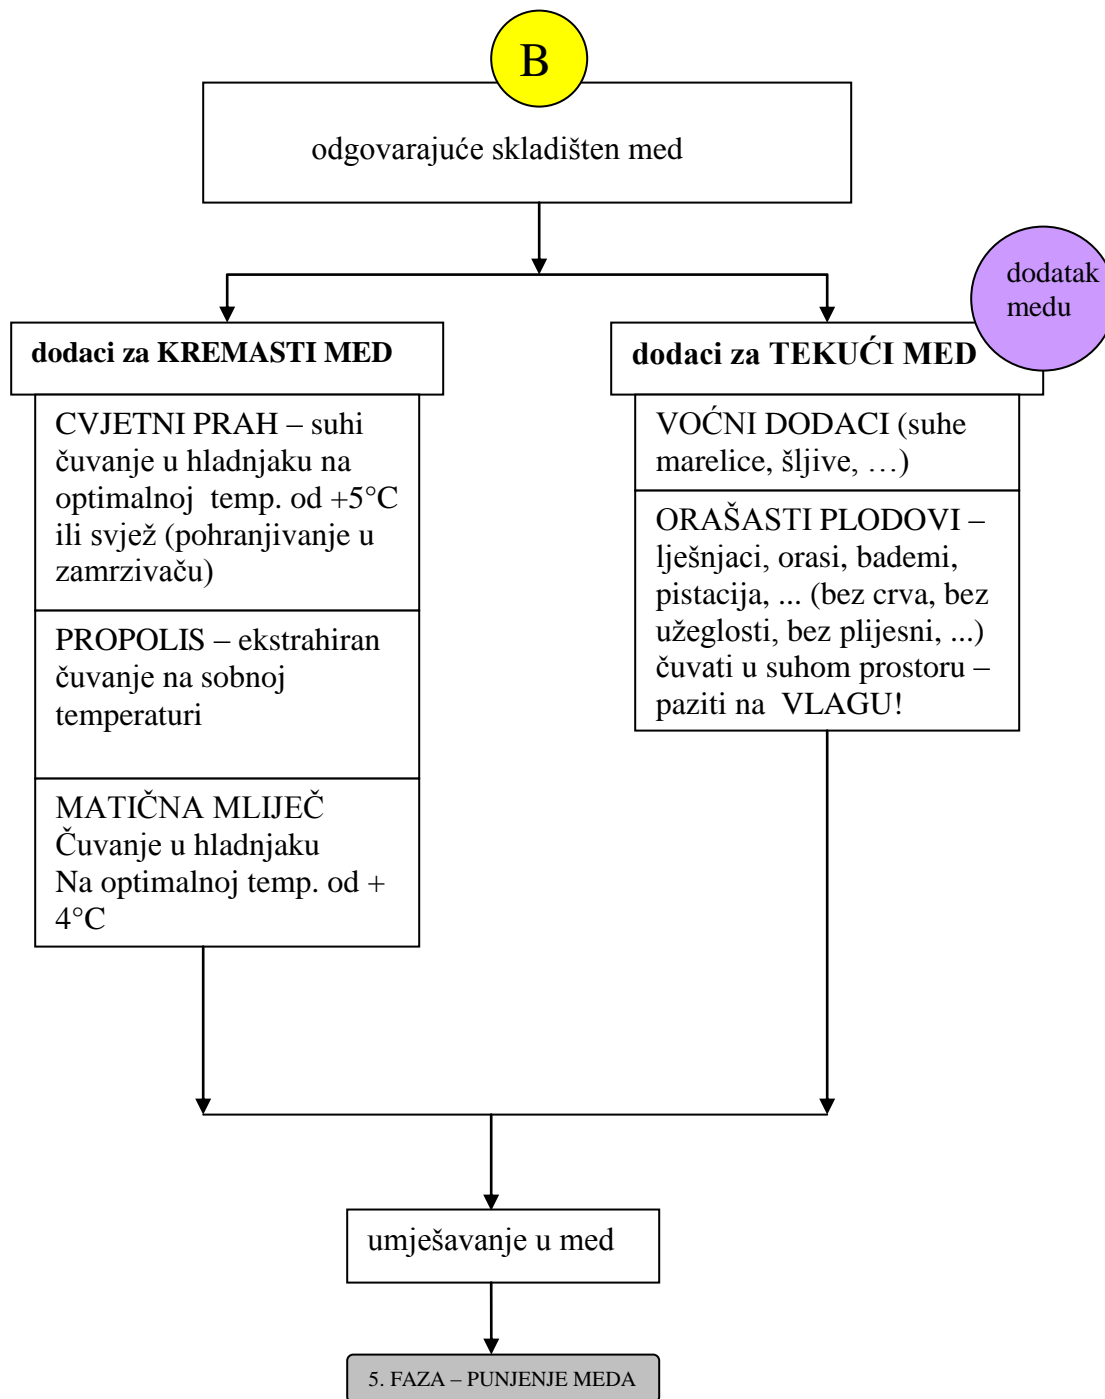 B
odgovarajuće skladišten med
dodatak
medu
dodaci za KREMASTI MED
CVJETNI PRAH – suhi
čuvanje u hladnjaku na
optimalnoj temp. od +5°C
ili svjež (pohranjivanje u
zamrzivaču)
PROPOLIS – ekstrahiran
čuvanje na sobnoj
temperaturi
MATIČNA MLIJEČ
Čuvanje u hladnjaku
Na optimalnoj temp. od +
4°C
dodaci za TEKUĆI MED
VOĆNI DODACI (suhe
marelice, šljive, …)
ORAŠASTI PLODOVI –
lješnjaci, orasi, bademi,
pistacija, ... (bez crva, bez
užeglosti, bez plijesni, ...)
čuvati u suhom prostoru –
paziti na VLAGU!
umješavanje u med
5. FAZA – PUNJENJE MEDA